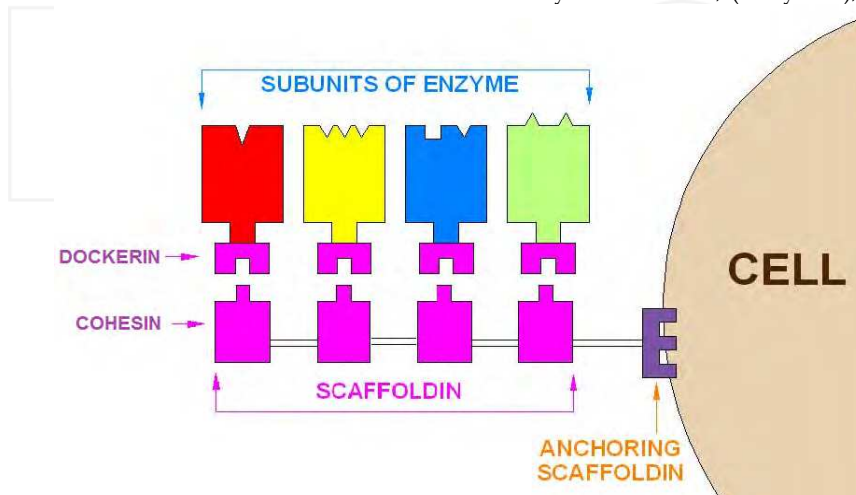 SUBUNITS OF ENZYME
DOCKERIN
COHESIN
CELL
SCAFFOLDIN
ANCHORING
SCAFFOLDIN